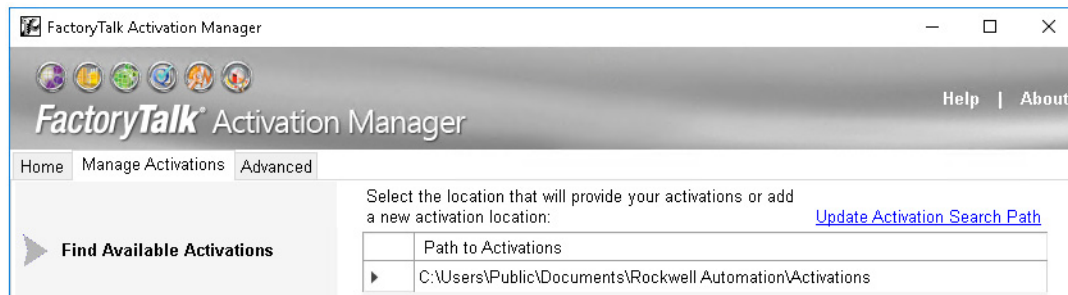 FactoryTalk Activation Manager
FactoryTalk® Activation Manager
Help | About
Home Manage Activations Advanced
Select the location that will provide your activations or add
a new activation location:
Update Activation Search Path
Find Available Activations
Path to Activations
C:\Users\Public\Documents\Rockwell Automation\Activations